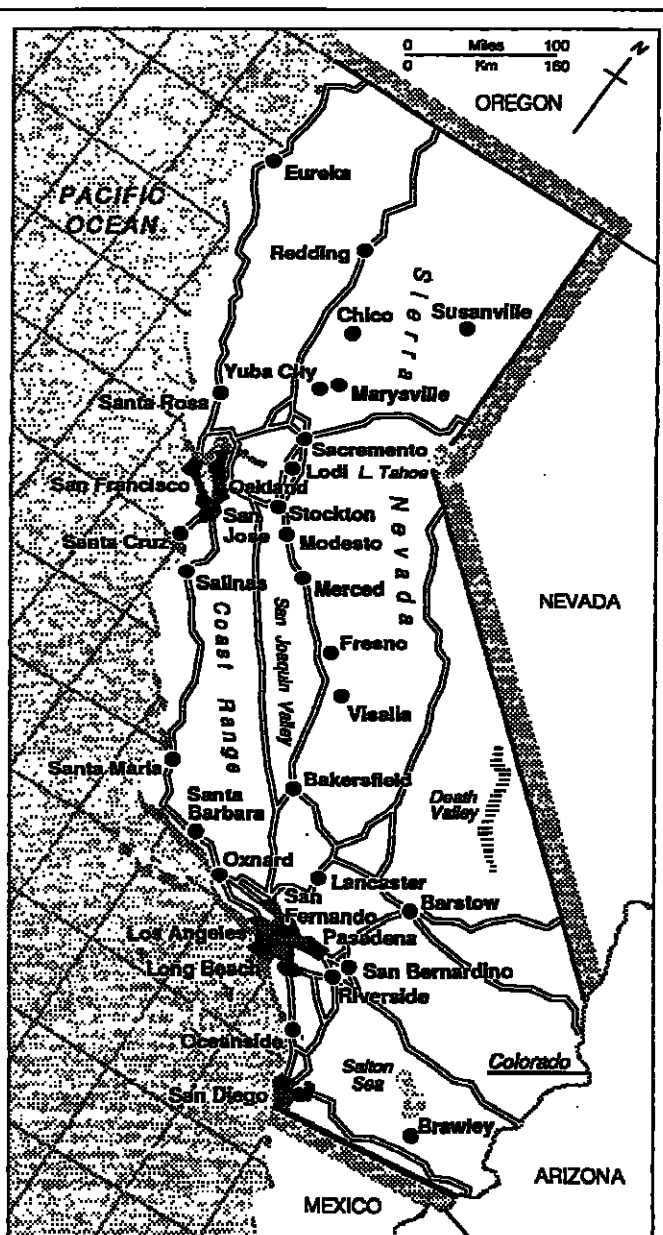 0 Miles 100
0 Km 160
N
OREGON
PACIFIC
OCEAN
Eureka
Redding
Sierra
Chico
Susanville
Yuba City
Marysville
Santa Rosa
Sacremento
Lodi
L. Tahoe
San Francisco
Oakland
San
Jose
Stockton
Santa Cruz
Modesto
Salinas
Merced
Nevada
NEVADA
Coast Range
San Joaquin Valley
Fresno
Visalia
Santa Maria
Bakersfield
Santa
Barbara
Death
Valley
Oxnard
Lancaster
San
Fernando
Barstow
Los Angeles
Pasadena
Long Beach
San Bernardino
Riverside
Oceanside
Salton
Sea
Colorado
San Diego
Brawley
ARIZONA
MEXICO